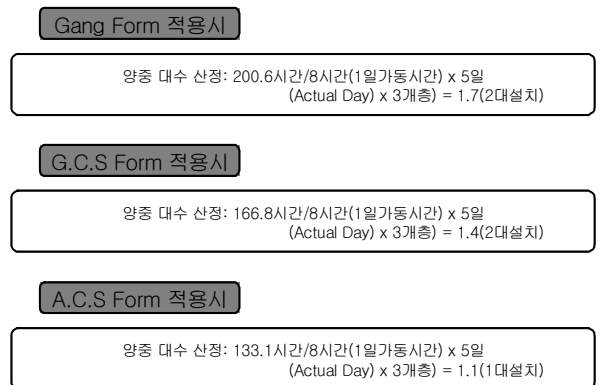 Gang Form 적용시
양중 대수 산정: 200.6시간/8시간(1일가동시간) x 5일
(Actual Day) x 3개층) = 1.7(2대설치)
G.C.S Form 적용시
양중 대수 산정: 166.8시간/8시간(1일가동시간) x 5일
(Actual Day) x 3개층) = 1.4(2대설치)
A.C.S Form 적용시
양중 대수 산정: 133.1시간/8시간(1일가동시간) x 5일
(Actual Day) x 3개층) = 1.1(1대설치)